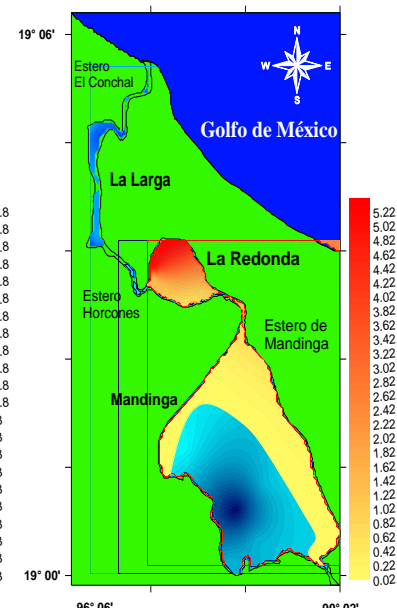 19° 06'
N
W E
S
Estero
El Conchal
Golfo de México
La Larga
La Redonda
Estero
Horcones
Estero de
Mandinga
Mandinga
19° 00'
96° 06'
5.22
5.02
4.82
4.62
4.42
4.22
4.02
3.82
3.62
3.42
3.22
3.02
2.82
2.62
2.42
2.22
2.02
1.82
1.62
1.42
1.22
1.02
0.82
0.62
0.42
0.22
0.02